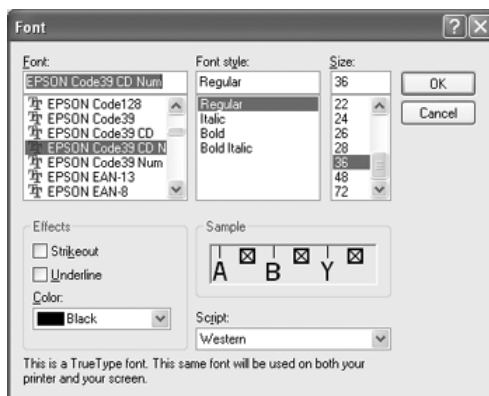 Font
Font:
Font style:
Size:
EPSON Code39 CD Num
Regular
36
OK
Cancel
EPSON Code128
EPSON Code39
EPSON Code39 CD
EPSON Code39 CD N
EPSON Code39 Num
EPSON EAN-13
EPSON EAN-8
Regular
Italic
Bold
Bold Italic
22
24
26
28
36
48
72
Effects
Strikeout
Underline
Color:
Black
Sample
A B Y
Script:
Western
This is a TrueType font. This same font will be used on both your
printer and your screen.